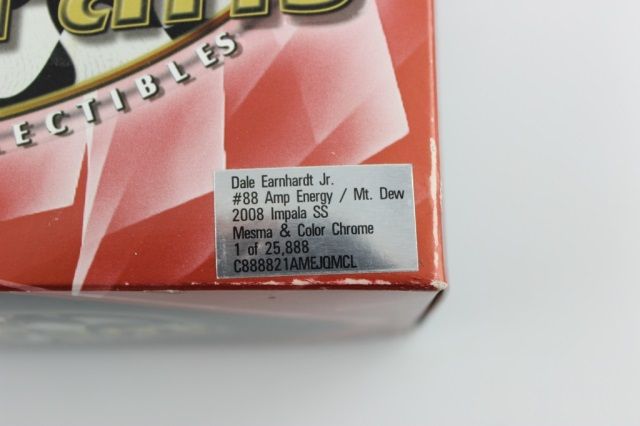 LECTIBLES
Dale Earnhardt Jr.
#88 Amp Energy / Mt. Dew
2008 Impala SS
Mesma & Color Chrome
1 of 25,888
C888821AMEJQMCL